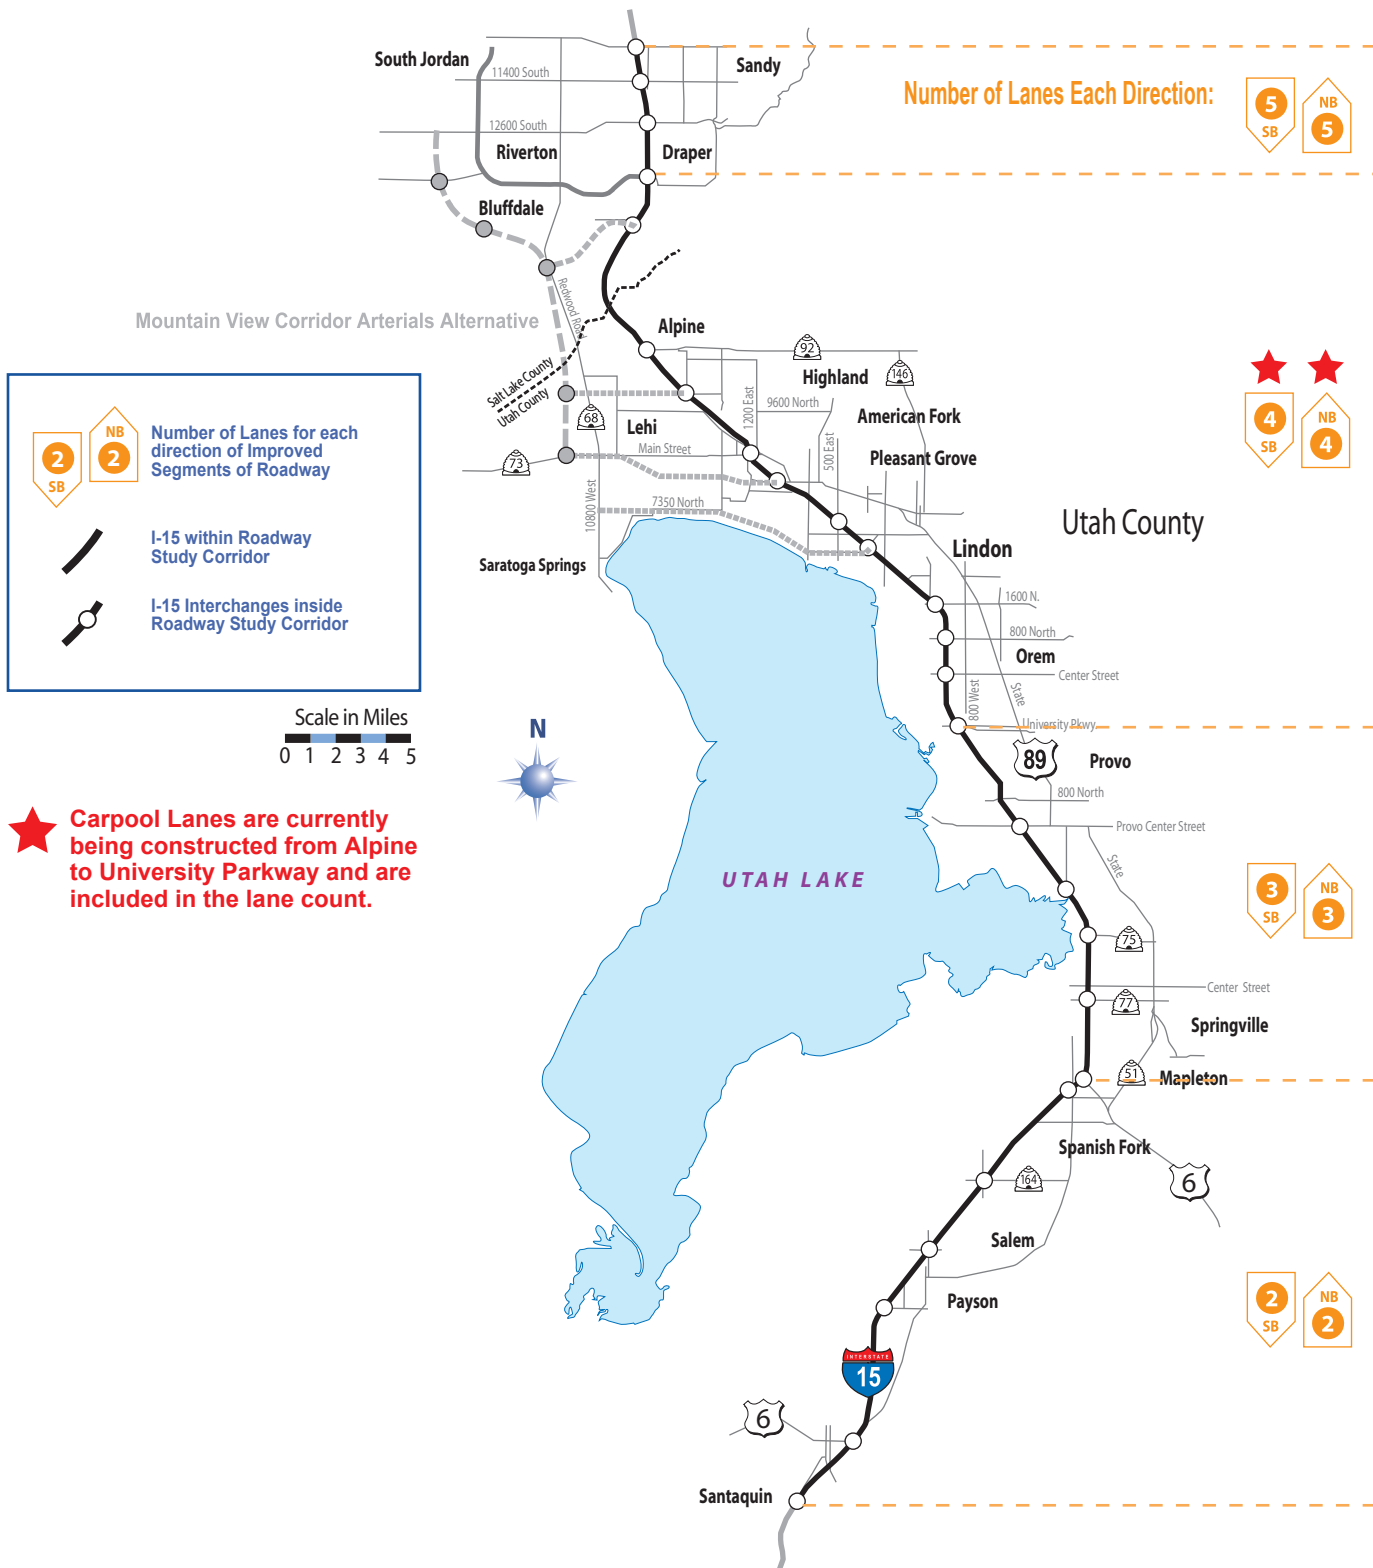 South Jordan
Sandy
11400 South
Number of Lanes Each Direction:
5
SB
NB
5
12600 South
Riverton
Draper
Bluffdale
Redwood Road
Mountain View Corridor Arterials Alternative
Alpine
92
Highland
146
Salt Lake County
Utah County
1200 East
9600 North
American Fork
68
Lehi
Main Street
500 East
Pleasant Grove
73
4
SB
NB
4
2
SB
NB
2
Number of Lanes for each
direction of Improved
Segments of Roadway
I-15 within Roadway
Study Corridor
I-15 Interchanges inside
Roadway Study Corridor
10800 West
7350 North
Utah County
Saratoga Springs
Lindon
1600 N.
800 North
Orem
Center Street
800 West
State
University Pkwy
Scale in Miles
0 1 2 3 4 5
N
89
Provo
800 North
Provo Center Street
State
Carpool Lanes are currently
being constructed from Alpine
to University Parkway and are
included in the lane count.
UTAH LAKE
3
SB
NB
3
75
Center Street
77
Springville
51
Mapleton
Spanish Fork
6
164
Salem
Payson
2
SB
NB
2
INTERSTATE
15
6
Santaquin